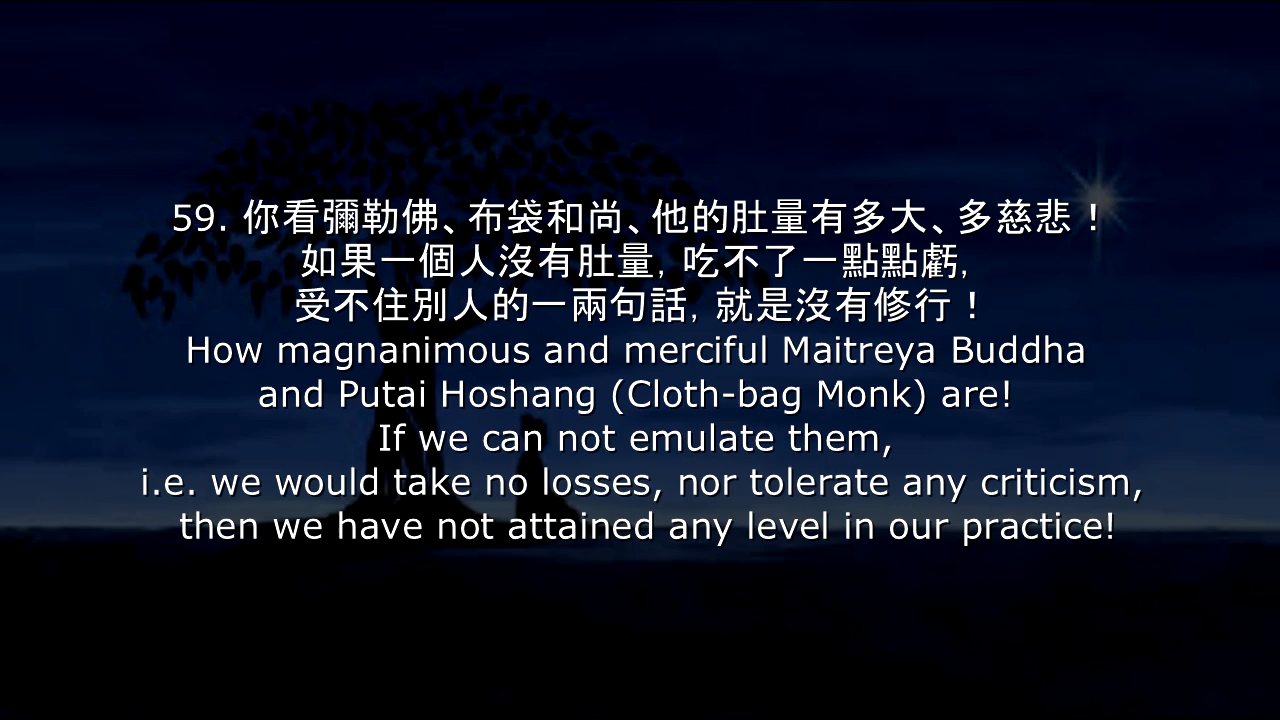 59. 你看彌勒佛、布袋和尚、他的肚量有多大、多慈悲！
如果一個人沒有肚量, 吃不了一點點虧,
受不住別人的一兩句話, 就是沒有修行！
How magnanimous and merciful Maitreya Buddha
and Putai Hoshang (Cloth-bag Monk) are!
If we can not emulate them,
i.e. we would take no losses, nor tolerate any criticism,
then we have not attained any level in our practice!